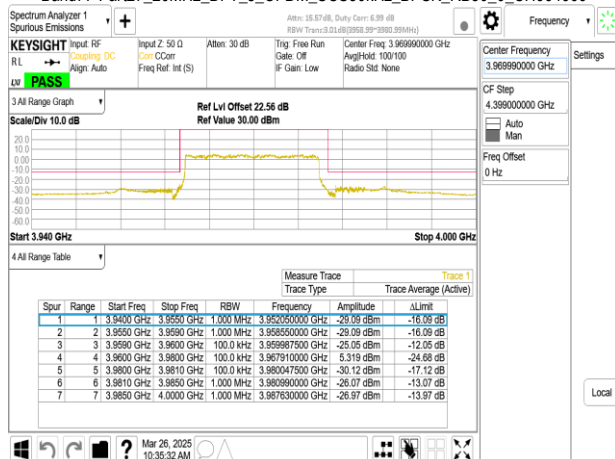 Spectrum Analyzer 1
Spurious Emissions
Attn: 15.57dB, Duty Corr: 6.99 dB
RBW Trans:3.01dB(3958.99~3980.99MHz)
Frequency
KEYSIGHT
Input: RF
Coupling: DC
Align: Auto
Input Z: 50 Ω
Corr CCorr
Freq Ref: Int (S)
Atten: 30 dB
Trig: Free Run
Gate: Off
IF Gain: Low
Center Freq: 3.969990000 GHz
Avg|Hold: 100/100
Radio Std: None
RL
PASS
Center Frequency
3.969990000 GHz
Settings
CF Step
4.399000000 GHz
Auto
Man
Freq Offset
0 Hz
3 All Range Graph
Scale/Div 10.0 dB
Ref Lvl Offset 22.56 dB
Ref Value 30.00 dBm
20.0
10.0
0.00
-10.0
-20.0
-30.0
-40.0
-50.0
-60.0
Start 3.940 GHz
Stop 4.000 GHz
4 All Range Table
Measure Trace Trace 1
Trace Type Trace Average (Active)
Spur Range Start Freq Stop Freq RBW Frequency Amplitude ΔLimit
1 1 3.9400 GHz 3.9550 GHz 1.000 MHz 3.952050000 GHz -29.09 dBm -16.09 dB
2 2 3.9550 GHz 3.9590 GHz 1.000 MHz 3.958550000 GHz -29.09 dBm -16.09 dB
3 3 3.9590 GHz 3.9600 GHz 100.0 kHz 3.959987500 GHz -25.05 dBm -12.05 dB
4 4 3.9600 GHz 3.9800 GHz 100.0 kHz 3.967910000 GHz 5.319 dBm -24.68 dB
5 5 3.9800 GHz 3.9810 GHz 100.0 kHz 3.980047500 GHz -30.12 dBm -17.12 dB
6 6 3.9810 GHz 3.9850 GHz 1.000 MHz 3.980990000 GHz -26.07 dBm -13.07 dB
7 7 3.9850 GHz 4.0000 GHz 1.000 MHz 3.987630000 GHz -26.97 dBm -13.97 dB
Local
Mar 26, 2025
10:35:32 AM